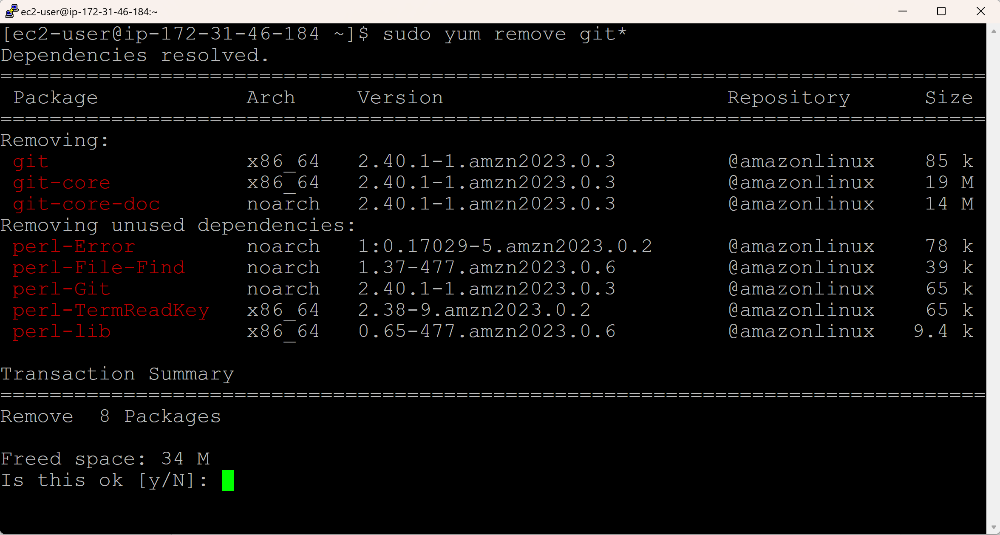 ec2-user@ip-172-31-46-184:~
[ec2-user@ip-172-31-46-184 ~]$ sudo yum remove git*
Dependencies resolved.
================================================================================
 Package            Arch     Version                       Repository      Size
================================================================================
Removing:
 git                x86_64   2.40.1-1.amzn2023.0.3         @amazonlinux    85 k
 git-core           x86_64   2.40.1-1.amzn2023.0.3         @amazonlinux    19 M
 git-core-doc       noarch   2.40.1-1.amzn2023.0.3         @amazonlinux    14 M
Removing unused dependencies:
 perl-Error         noarch   1:0.17029-5.amzn2023.0.2      @amazonlinux    78 k
 perl-File-Find     noarch   1.37-477.amzn2023.0.6         @amazonlinux    39 k
 perl-Git           noarch   2.40.1-1.amzn2023.0.3         @amazonlinux    65 k
 perl-TermReadKey   x86_64   2.38-9.amzn2023.0.2           @amazonlinux    65 k
 perl-lib           x86_64   0.65-477.amzn2023.0.6         @amazonlinux   9.4 k

Transaction Summary
================================================================================
Remove  8 Packages

Freed space: 34 M
Is this ok [y/N]: